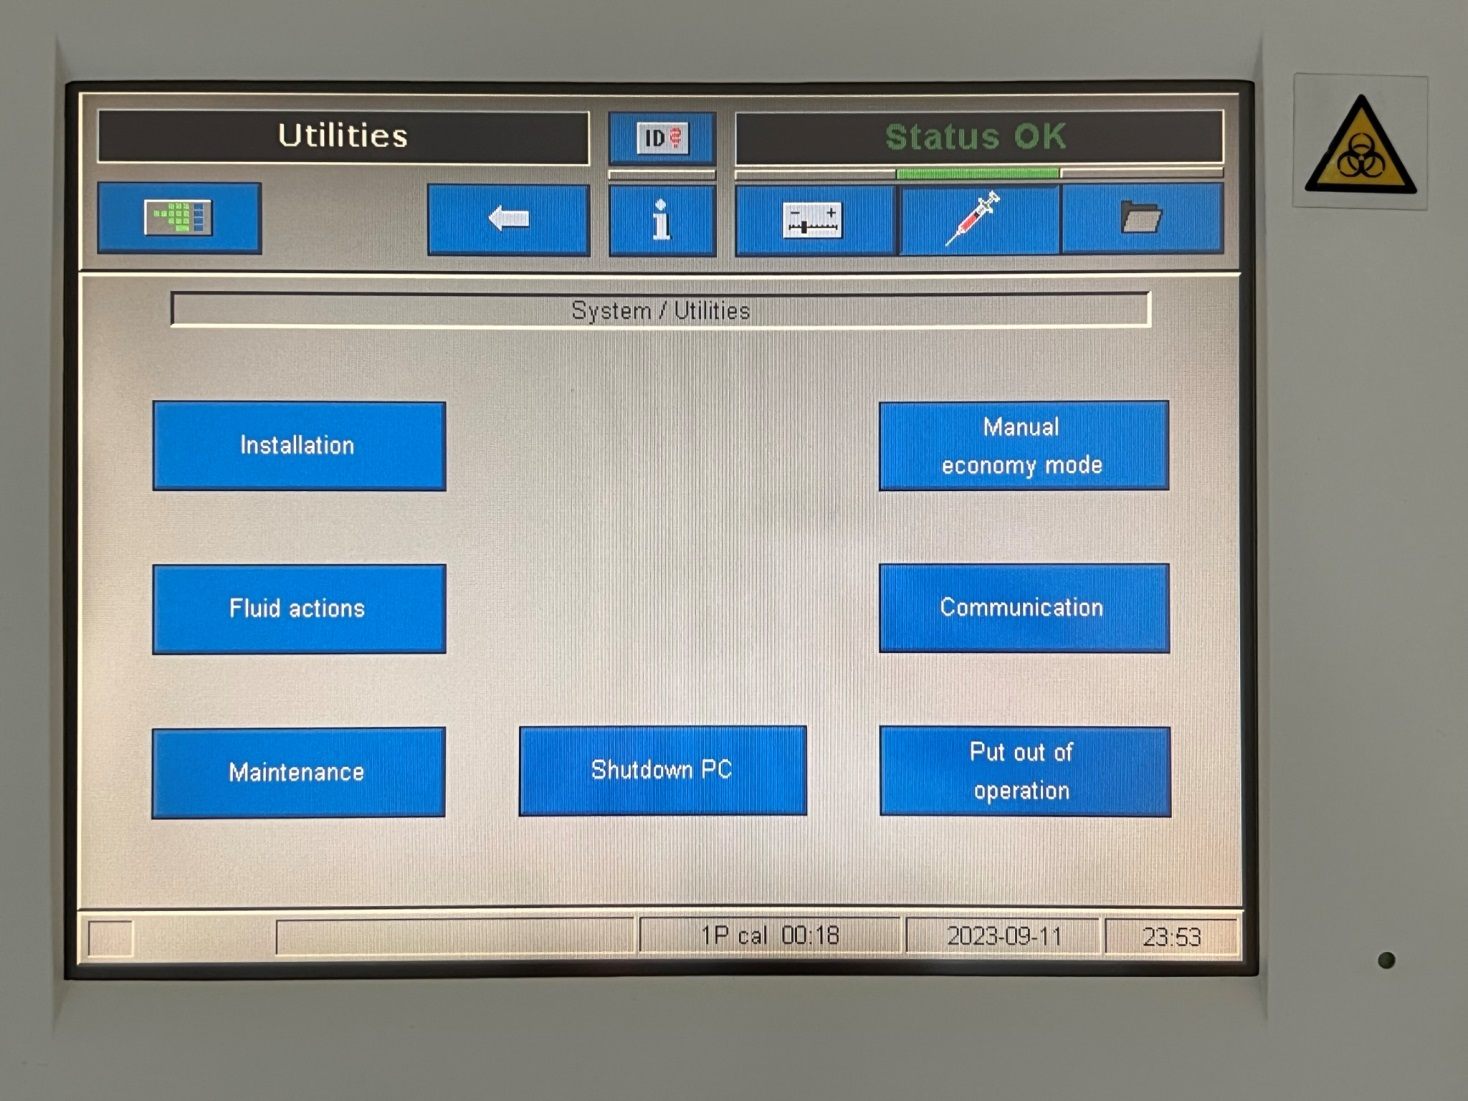 Utilities
ID?
Status OK
i
- +
System / Utilities
Installation
Manual
economy mode
Fluid actions
Communication
Maintenance
Shutdown PC
Put out of
operation
1P cal 00:18
2023-09-11
23:53